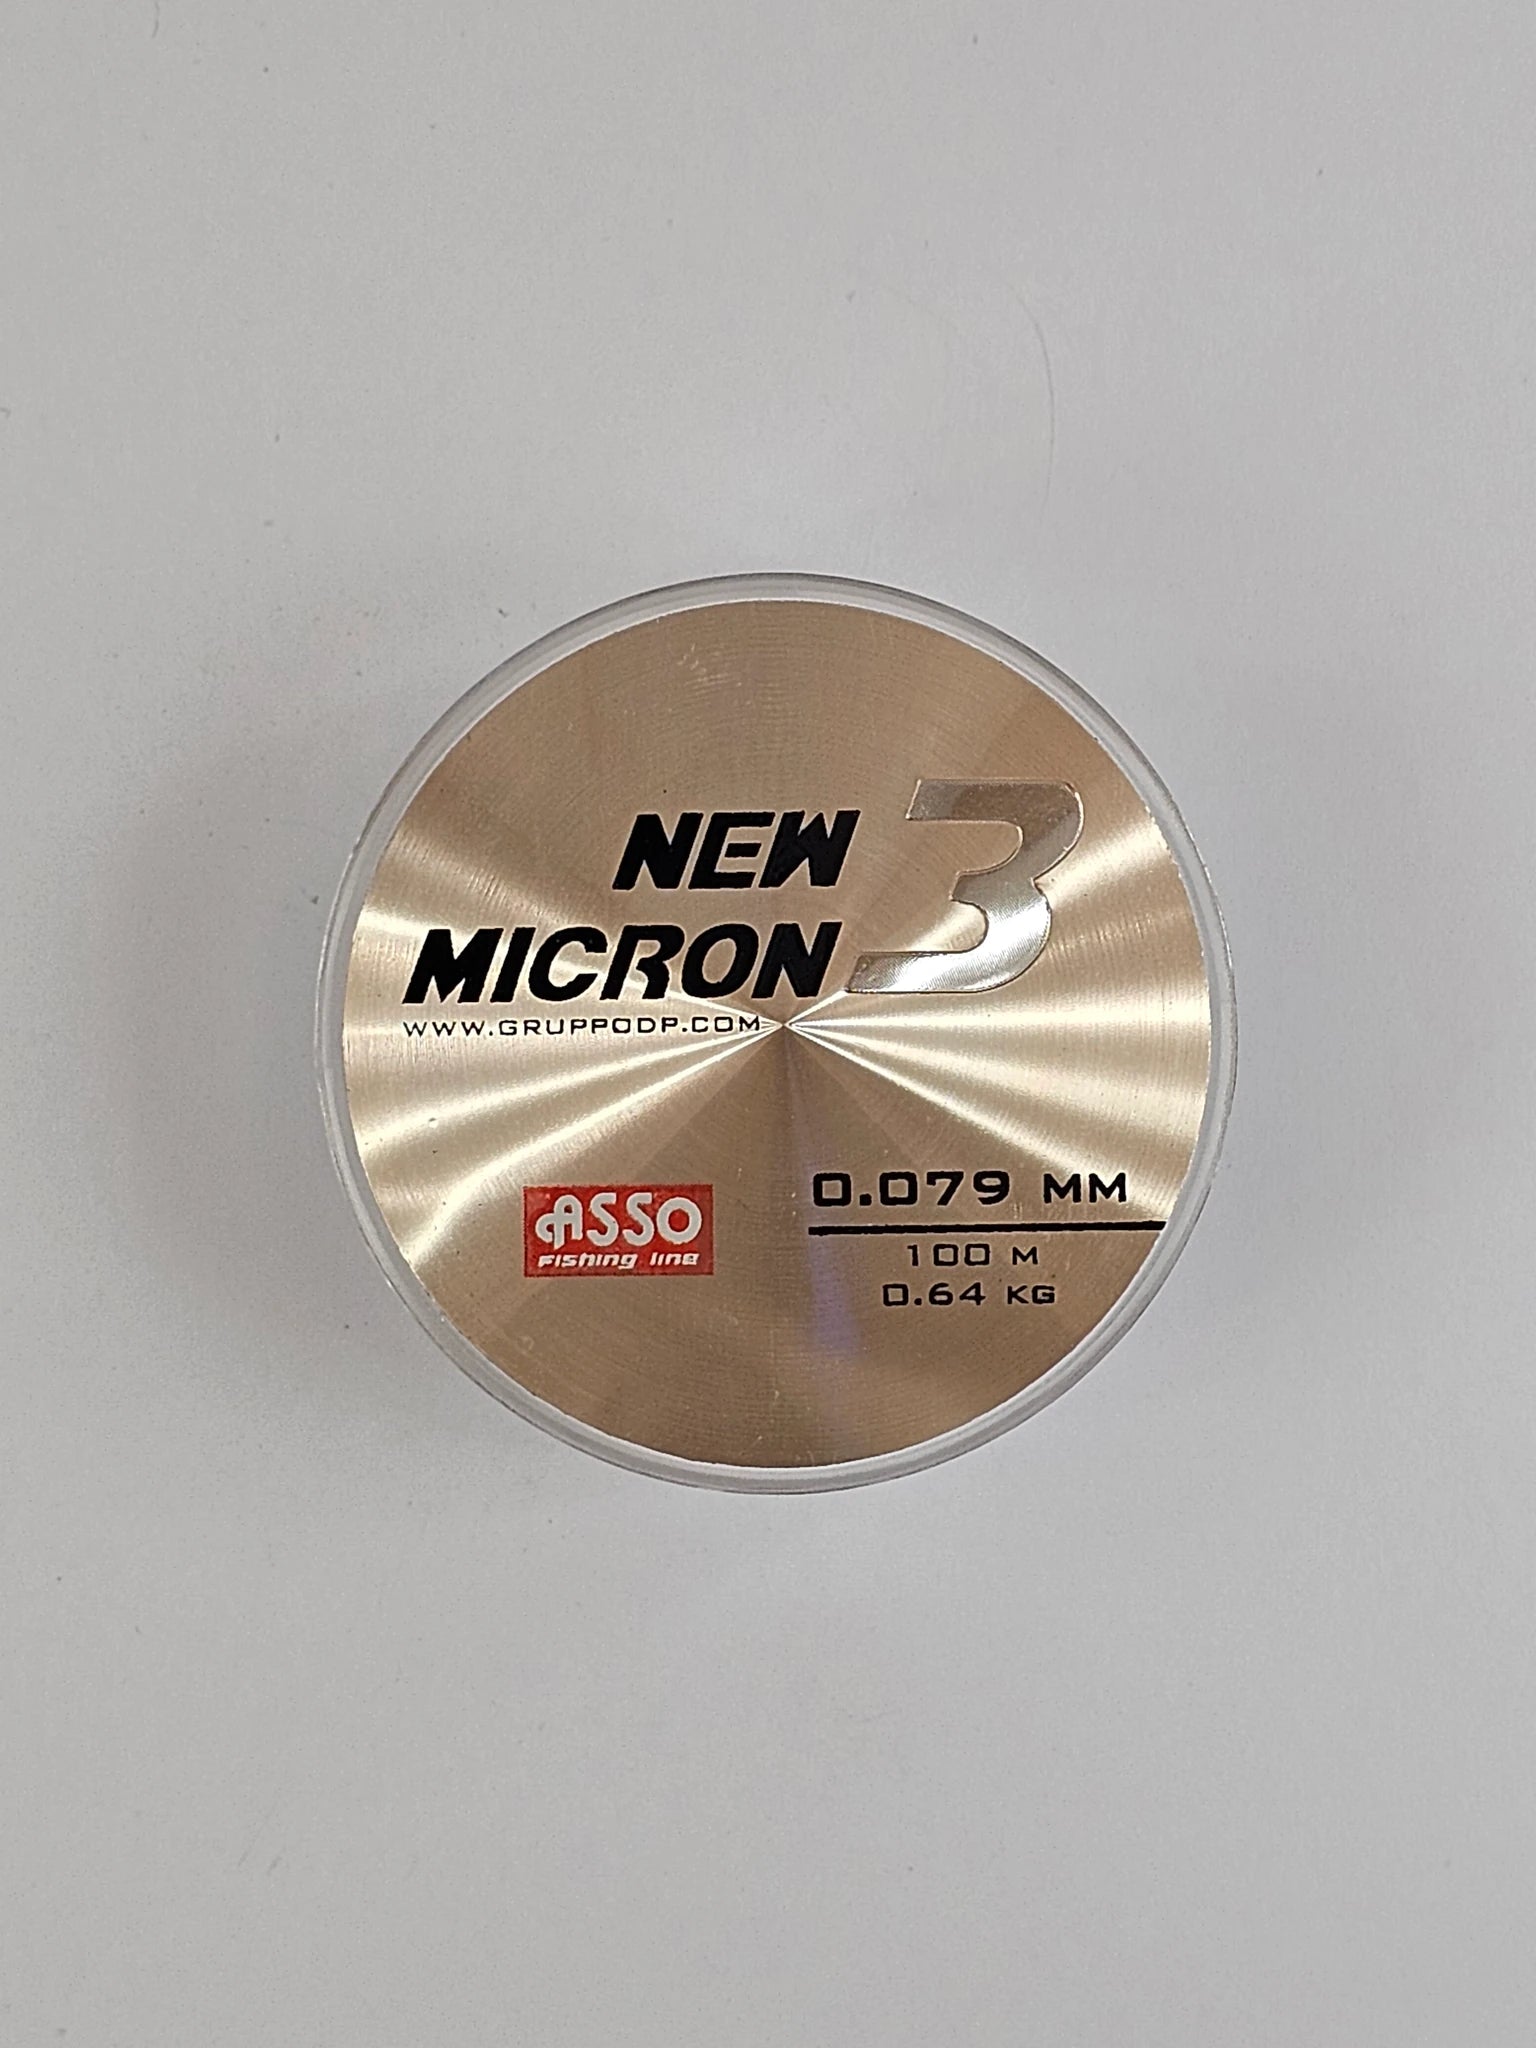 NEW 3
MICRON
WWW.GRUPPODP.COM
ASSO
fishing line
0.079 MM
100 M
0.64 KG